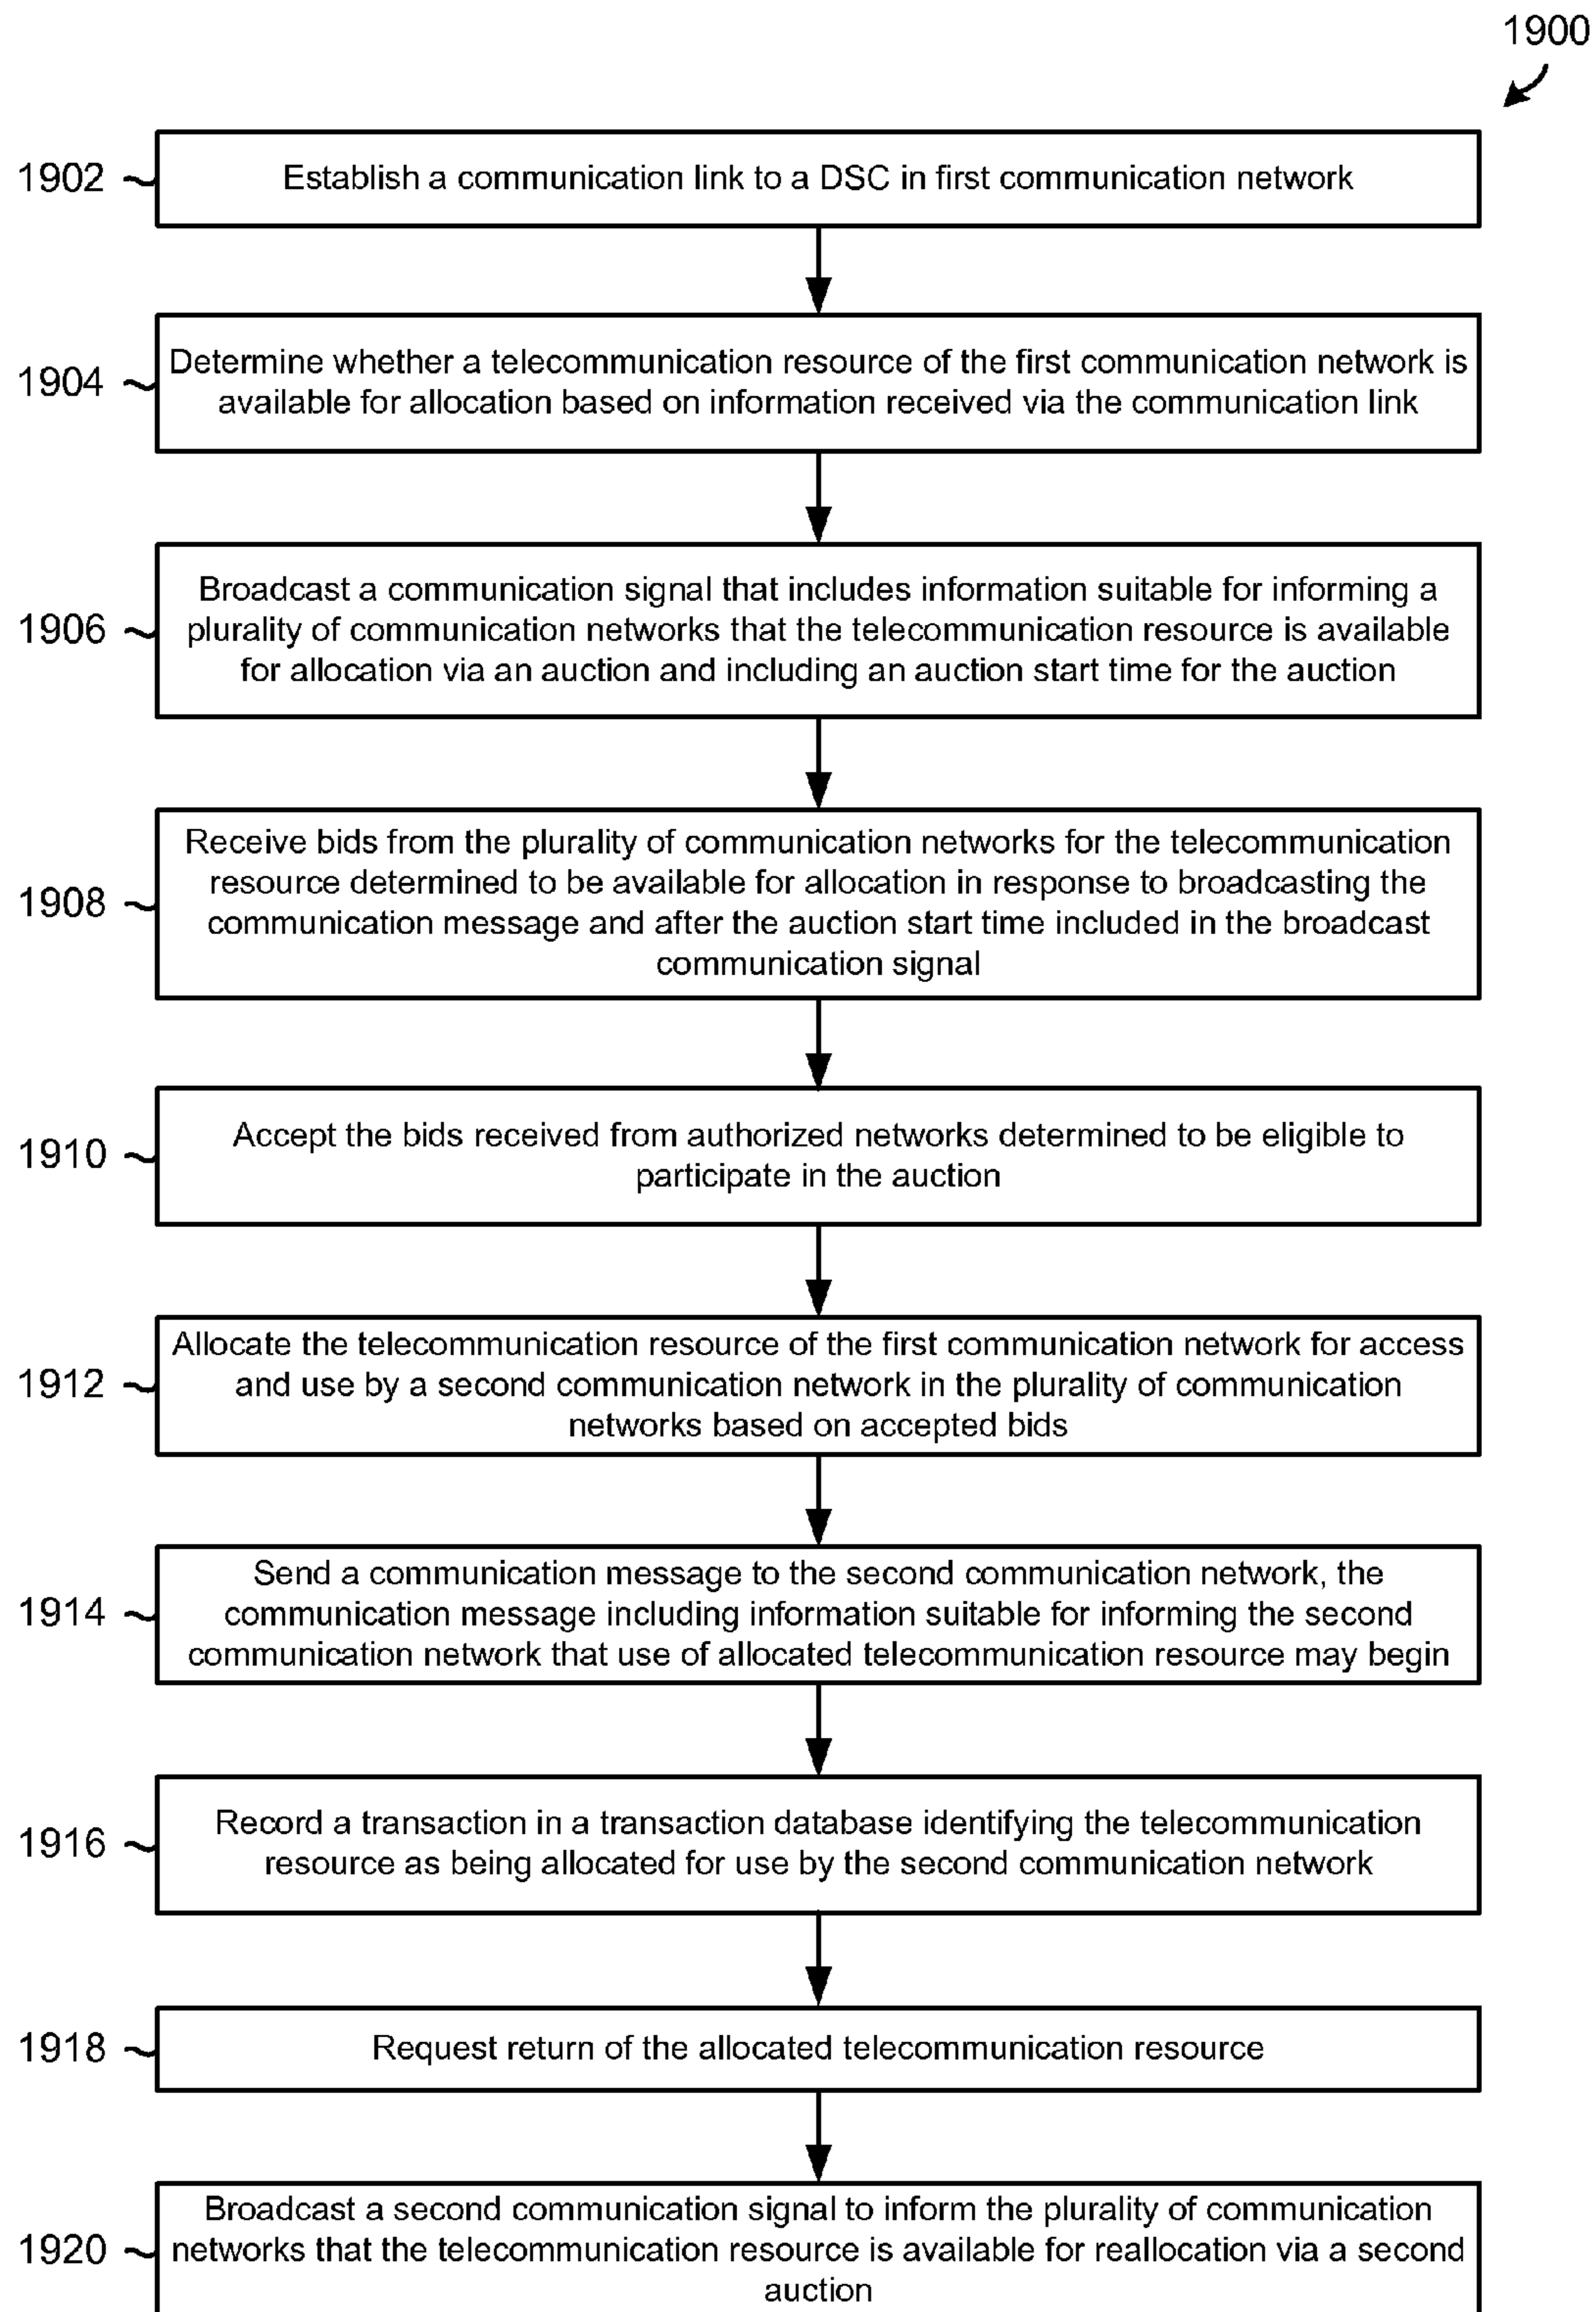 1900
1902
Establish a communication link to a DSC in first communication network
1904
Determine whether a telecommunication resource of the first communication network is
available for allocation based on information received via the communication link
1906
Broadcast a communication signal that includes information suitable for informing a
plurality of communication networks that the telecommunication resource is available
for allocation via an auction and including an auction start time for the auction
1908
Receive bids from the plurality of communication networks for the telecommunication
resource determined to be available for allocation in response to broadcasting the
communication message and after the auction start time included in the broadcast
communication signal
1910
Accept the bids received from authorized networks determined to be eligible to
participate in the auction
1912
Allocate the telecommunication resource of the first communication network for access
and use by a second communication network in the plurality of communication
networks based on accepted bids
1914
Send a communication message to the second communication network, the
communication message including information suitable for informing the second
communication network that use of allocated telecommunication resource may begin
1916
Record a transaction in a transaction database identifying the telecommunication
resource as being allocated for use by the second communication network
1918
Request return of the allocated telecommunication resource
1920
Broadcast a second communication signal to inform the plurality of communication
networks that the telecommunication resource is available for reallocation via a second
auction